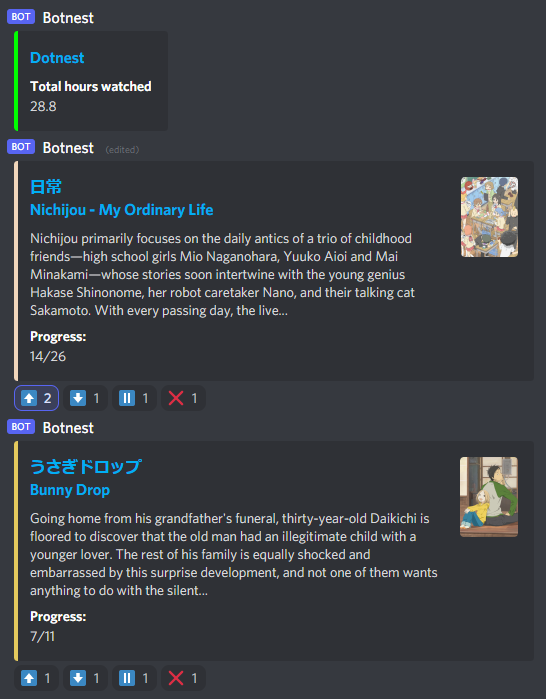 BOT Botnest
Dotnest
Total hours watched
28.8
BOT Botnest (edited)
日常
Nichijou - My Ordinary Life
Nichijou primarily focuses on the daily antics of a trio of childhood
friends—high school girls Mio Naganohara, Yuuko Aioi and Mai
Minakami—whose stories soon intertwine with the young genius
Hakase Shinonome, her robot caretaker Nano, and their talking cat
Sakamoto. With every passing day, the live...
Progress:
14/26
2 1 1 1
BOT Botnest
うさぎドロップ
Bunny Drop
Going home from his grandfather's funeral, thirty-year-old Daikichi is
floored to discover that the old man had an illegitimate child with a
younger lover. The rest of his family is equally shocked and
embarrassed by this surprise development, and not one of them wants
anything to do with the silent...
Progress:
7/11
1 1 1 1